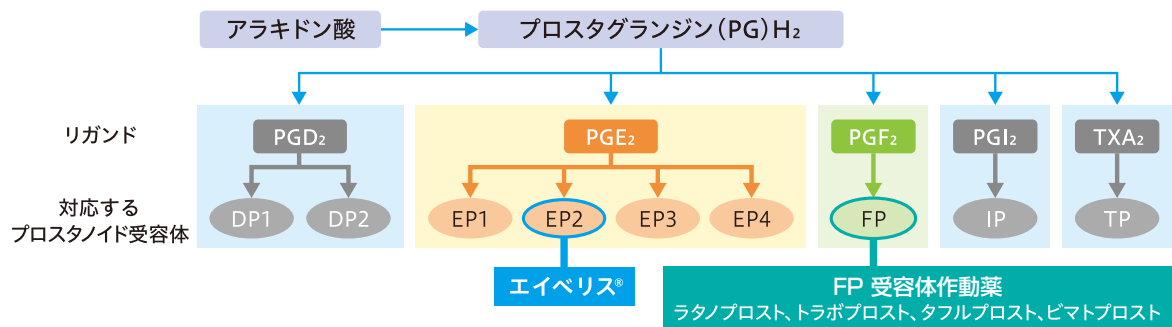 アラキドン酸
プロスタグランジン(PG)H₂
リガンド
PGD₂
PGE₂
PGF₂
PGI₂
TXA₂
対応する
プロスタノイド受容体
DP1
DP2
EP1
EP2
EP3
EP4
FP
IP
TP
エイベリス®
FP 受容体作動薬
ラタノプロスト、トラボプロスト、タフルプロスト、ビマトプロスト